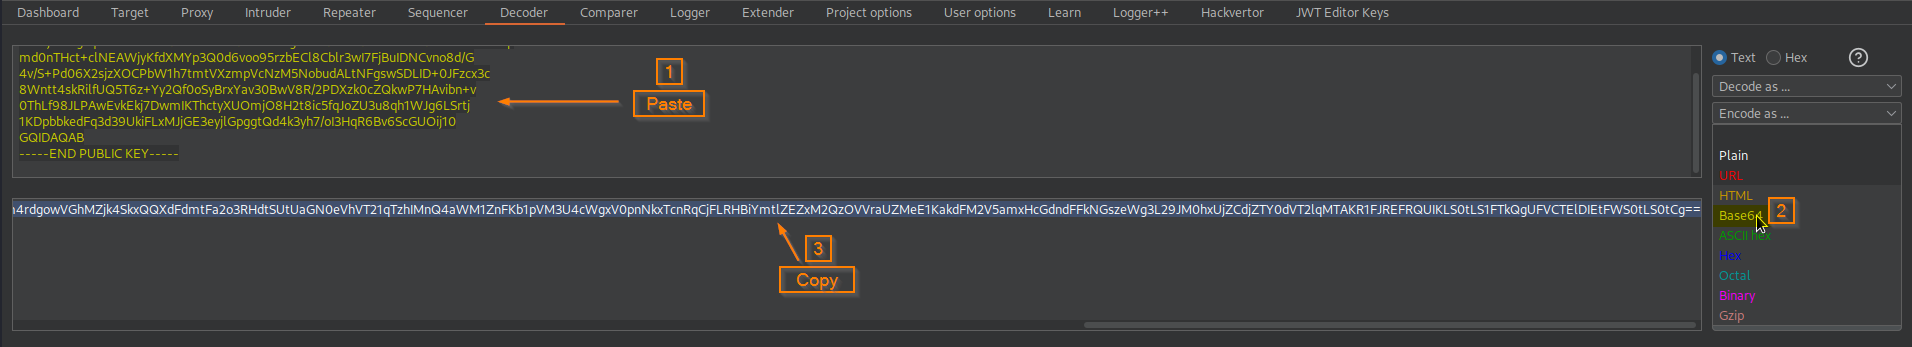 Dashboard Target Proxy Intruder Repeater Sequencer Decoder Comparer Logger Extender Project options User options Learn Logger++ Hackvertor JWT Editor Keys
md0nTHct+clNEAWjyKfdXMYp3Q0d6voo95rzbECl8Cblr3wI7FjBuIDNCvno8d/G
4v/S+Pd06X2sjzXOCPbW1h7tmtVXzmpVcNzM5NobudALtNFgswSDLID+0JFzcx3c
8Wntt4skRilfUQ5T6z+Yy2Qf0oSyBrxYav30BwV8R/2PDXzk0cZQkwP7HAvibn+v
0ThLf98JLPAwEvkEkj7DwmIKThctyXUOmjO8H2t8ic5fqJoZU3u8qh1WJg6LSrtj
1KDpbbkedFq3d39UkiFLxMJjGE3eyjlGpggtQd4k3yh7/oI3HqR6Bv6ScGUOij10
GQIDAQAB
-----END PUBLIC KEY-----
1
Paste
Text Hex
Decode as ...
Encode as ...
Plain
URL
HTML
Base64
ASCII hex
Hex
Octal
Binary
Gzip
2
4rdgowVGhMZjk4SkxQQXdFdmtFa2o3RHdtSUtUaGN0eVhVT21qTzhIMnQ4aWM1ZnFKb1pVM3U4cWgxV0pnNkxTcnRqCjFLRHBiYmtlZEZxM2QzOVVraUZMeE1KakdFM2V5amxHcGdndFFkNGszeWg3L29JM0hxUjZCdjZTY0dVT2lqMTAKR1FJREFRQUIKLS0tLS1FTkQgUFVCTElDIEtFWS0tLS0tCg==
3
Copy